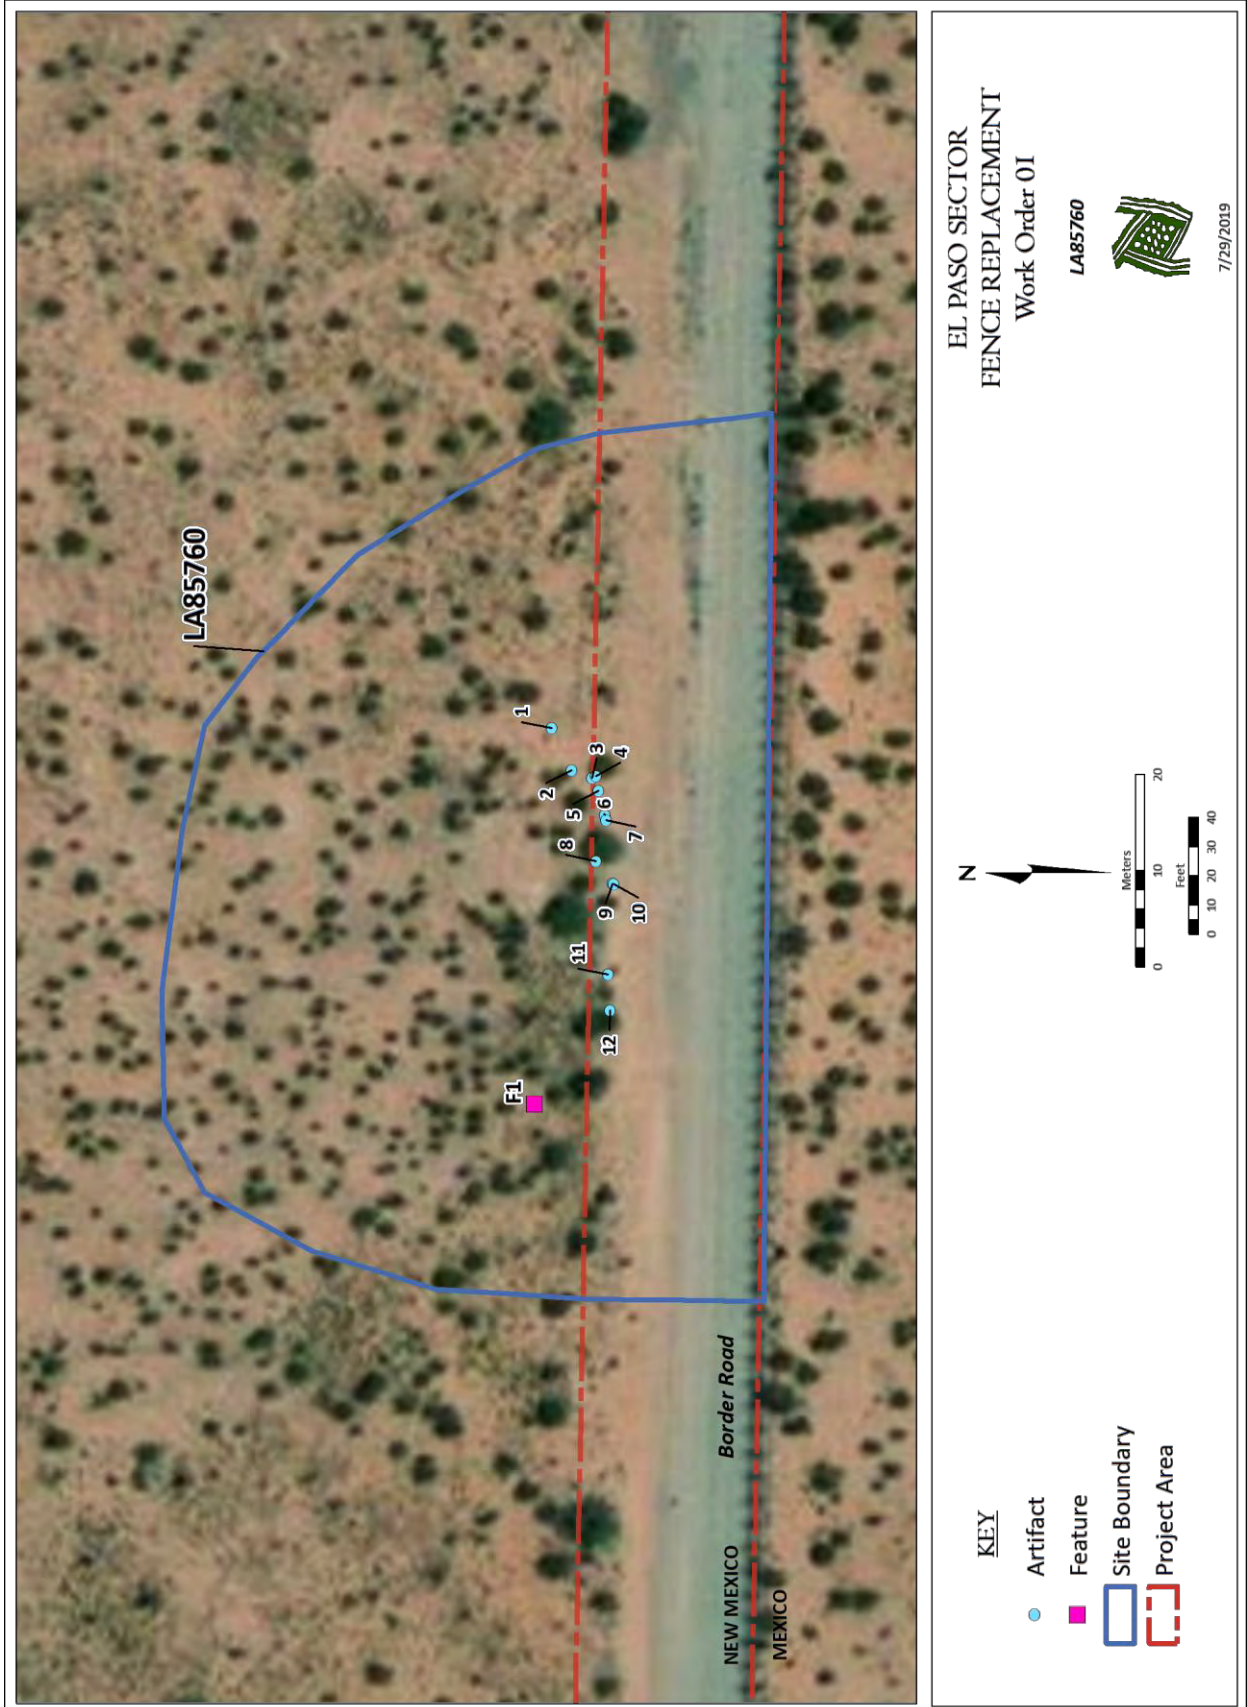 LA85760
1
2
3
4
5
6
7
8
9
10
11
12
F1
Border Road
NEW MEXICO
MEXICO
KEY
Artifact
Feature
Site Boundary
Project Area
N
Meters
0 10 20
Feet
0 10 20 30 40
EL PASO SECTOR
FENCE REPLACEMENT
Work Order 01
LA85760
7/29/2019